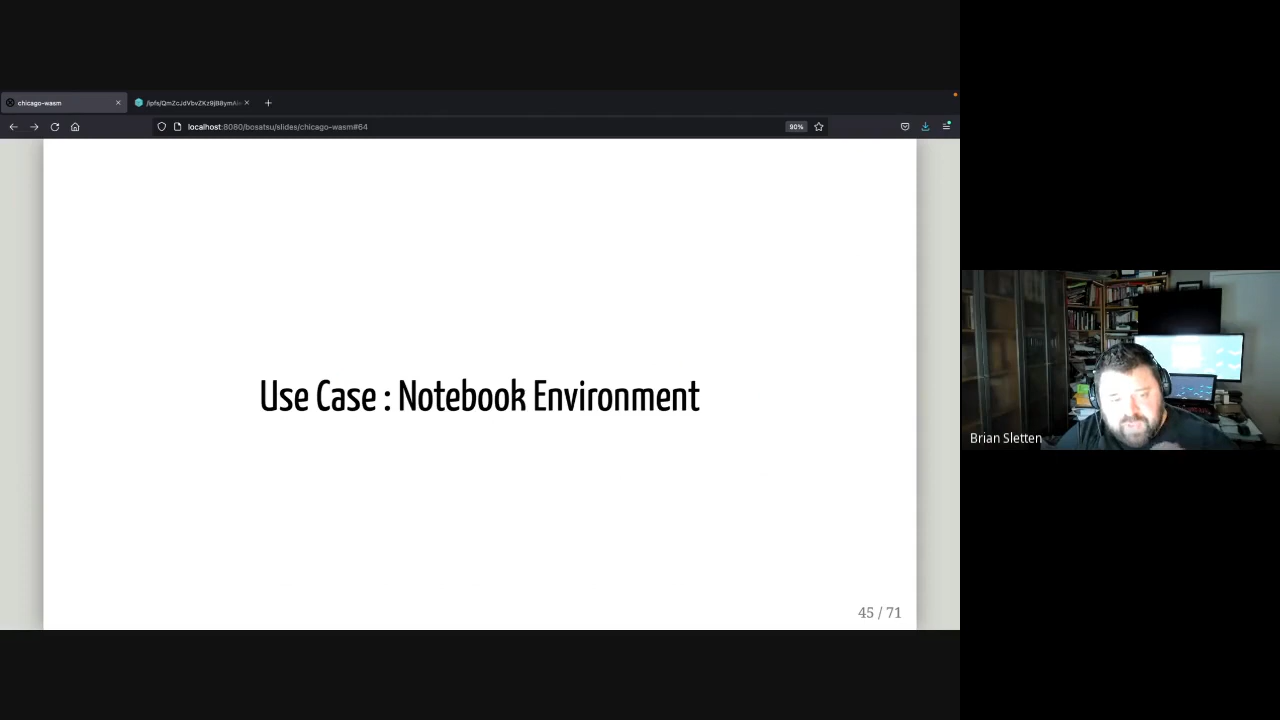 chicago-wasm
localhost:8080/bosatsu/slides/chicago-wasm#64
90%
Use Case : Notebook Environment
45 / 71
Brian Sletten